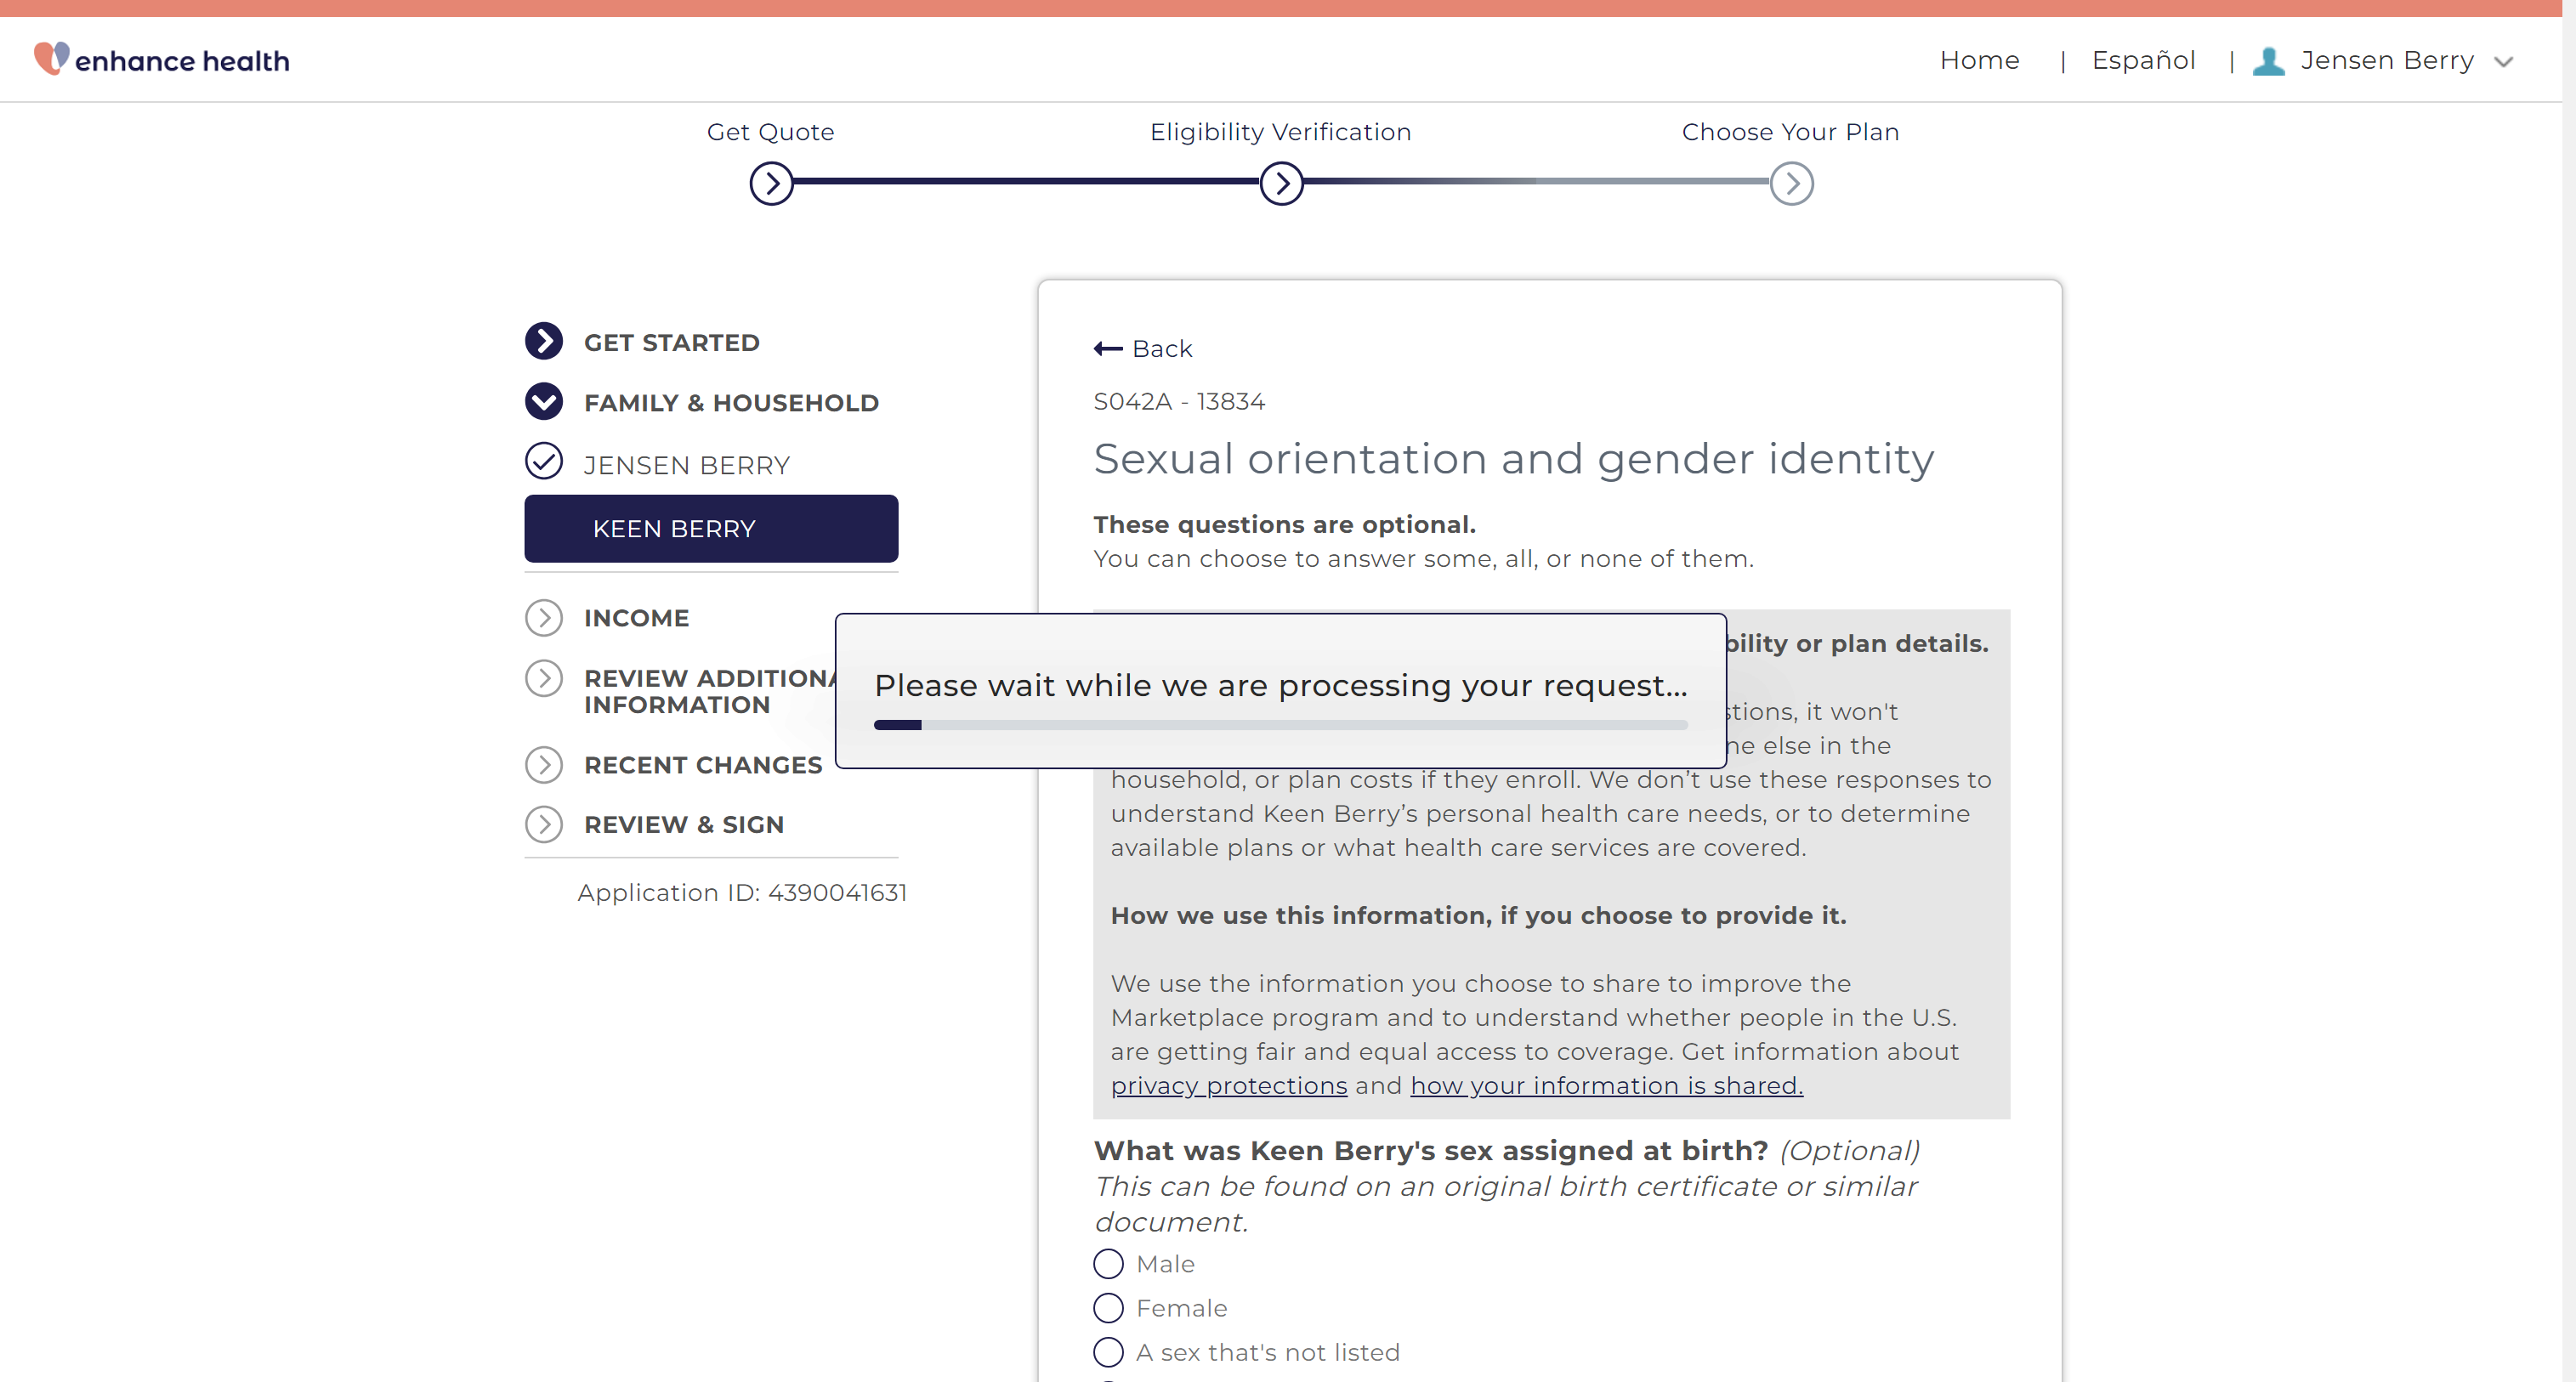 enhance health
Home | Español | Jensen Berry
Get Quote
Eligibility Verification
Choose Your Plan
GET STARTED
FAMILY & HOUSEHOLD
JENSEN BERRY
KEEN BERRY
INCOME
REVIEW ADDITIONA
INFORMATION
RECENT CHANGES
REVIEW & SIGN
Application ID: 4390041631
Back
S042A - 13834
Sexual orientation and gender identity
These questions are optional.
You can choose to answer some, all, or none of them.
Please wait while we are processing your request...
or plan details.
it won't
else in the
household, or plan costs if they enroll. We don’t use these responses to
understand Keen Berry’s personal health care needs, or to determine
available plans or what health care services are covered.
How we use this information, if you choose to provide it.
We use the information you choose to share to improve the
Marketplace program and to understand whether people in the U.S.
are getting fair and equal access to coverage. Get information about
privacy protections and how your information is shared.
What was Keen Berry's sex assigned at birth? (Optional)
This can be found on an original birth certificate or similar
document.
Male
Female
A sex that's not listed